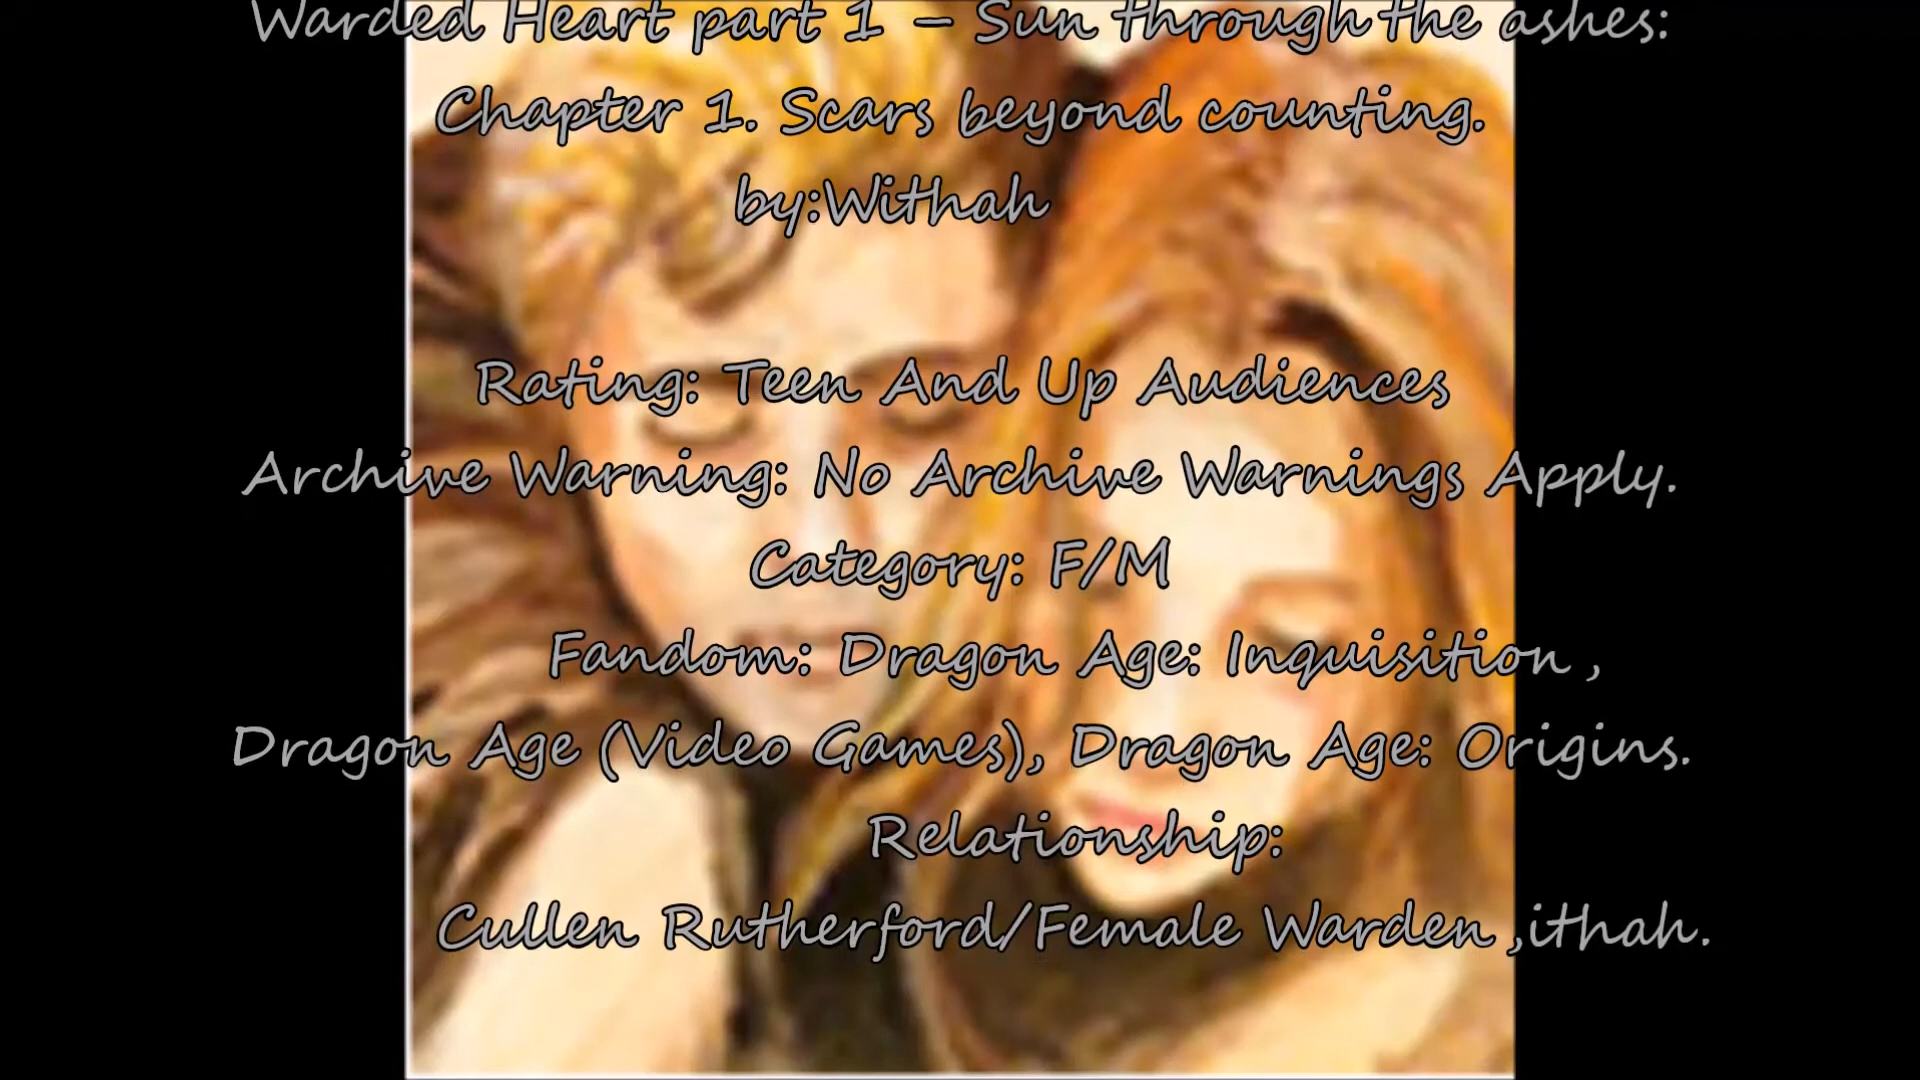 Warded Heart part 1 – Sun through the ashes:
Chapter 1. Scars beyond counting.
by:Withah
Rating: Teen And Up Audiences
Archive Warning: No Archive Warnings Apply.
Category: F/M
Fandom: Dragon Age: Inquisition ,
Dragon Age (Video Games), Dragon Age: Origins.
Relationship:
Cullen Rutherford/Female Warden ,ithah.